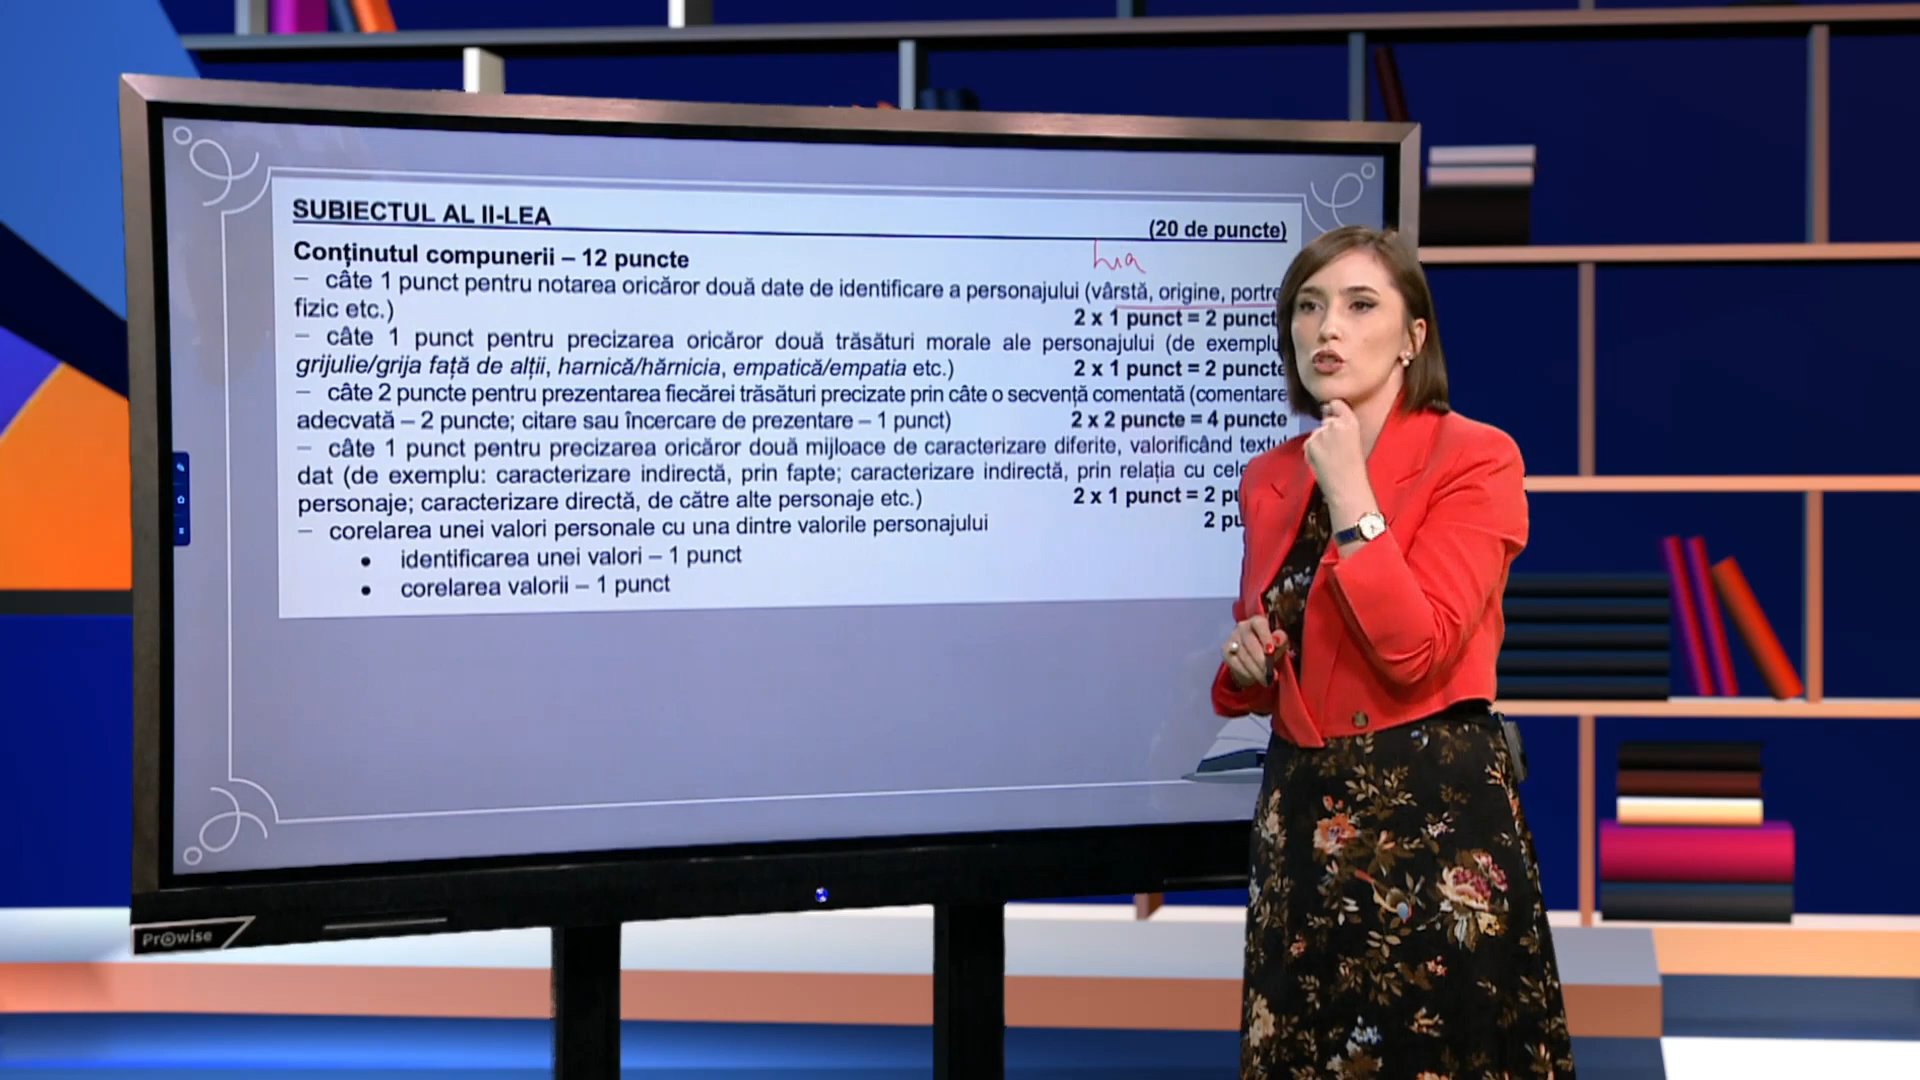 SUBIECTUL AL II-LEA
(20 de puncte)
Conținutul compunerii – 12 puncte
– câte 1 punct pentru notarea oricăror două date de identificare a personajului (vârstă, origine, portre
fizic etc.) 2 x 1 punct = 2 punct
– câte 1 punct pentru precizarea oricăror două trăsături morale ale personajului (de exemplu
grijulie/grija față de alții, harnică/hărnicia, empatică/empatia etc.) 2 x 1 punct = 2 puncte
– câte 2 puncte pentru prezentarea fiecărei trăsături precizate prin câte o secvență comentată (comentare
adecvată – 2 puncte; citare sau încercare de prezentare – 1 punct) 2 x 2 puncte = 4 puncte
– câte 1 punct pentru precizarea oricăror două mijloace de caracterizare diferite, valorificând textul
dat (de exemplu: caracterizare indirectă, prin fapte; caracterizare indirectă, prin relația cu cele
personaje; caracterizare directă, de către alte personaje etc.) 2 x 1 punct = 2 pu
– corelarea unei valori personale cu una dintre valorile personajului 2 pu
• identificarea unei valori – 1 punct
• corelarea valorii – 1 punct
Prowise